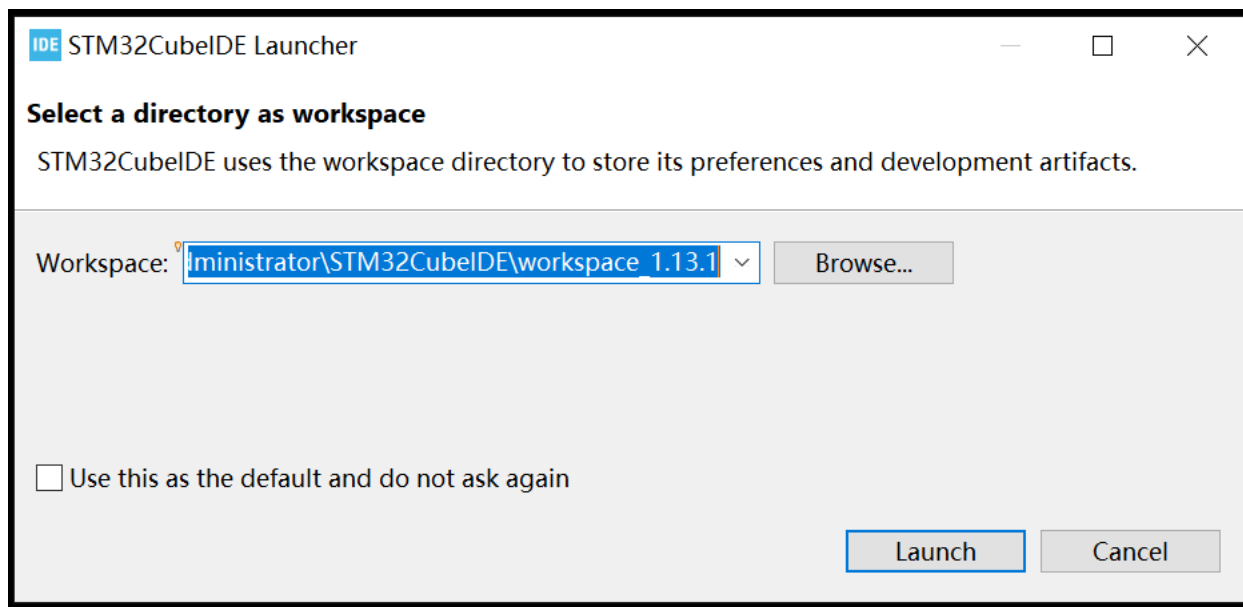 IDE STM32CubeIDE Launcher
Select a directory as workspace
STM32CubeIDE uses the workspace directory to store its preferences and development artifacts.
Workspace: dministrator\STM32CubeIDE\workspace_1.13.1 Browse...
Use this as the default and do not ask again
Launch Cancel